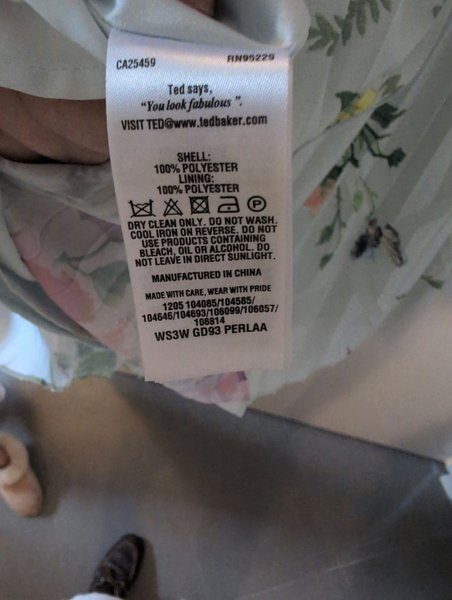 CA25459 RN95229
Ted says,
"You look fabulous".
VISIT TED@www.tedbaker.com
SHELL:
100% POLYESTER
LINING:
100% POLYESTER
P
DRY CLEAN ONLY. DO NOT WASH.
COOL IRON ON REVERSE. DO NOT
USE PRODUCTS CONTAINING
BLEACH, OIL OR ALCOHOL. DO
NOT LEAVE IN DIRECT SUNLIGHT.
MANUFACTURED IN CHINA
MADE WITH CARE, WEAR WITH PRIDE
1205 104085/104585/
104646/104693/106099/106057/
106814
WS3W GD93 PERLAA